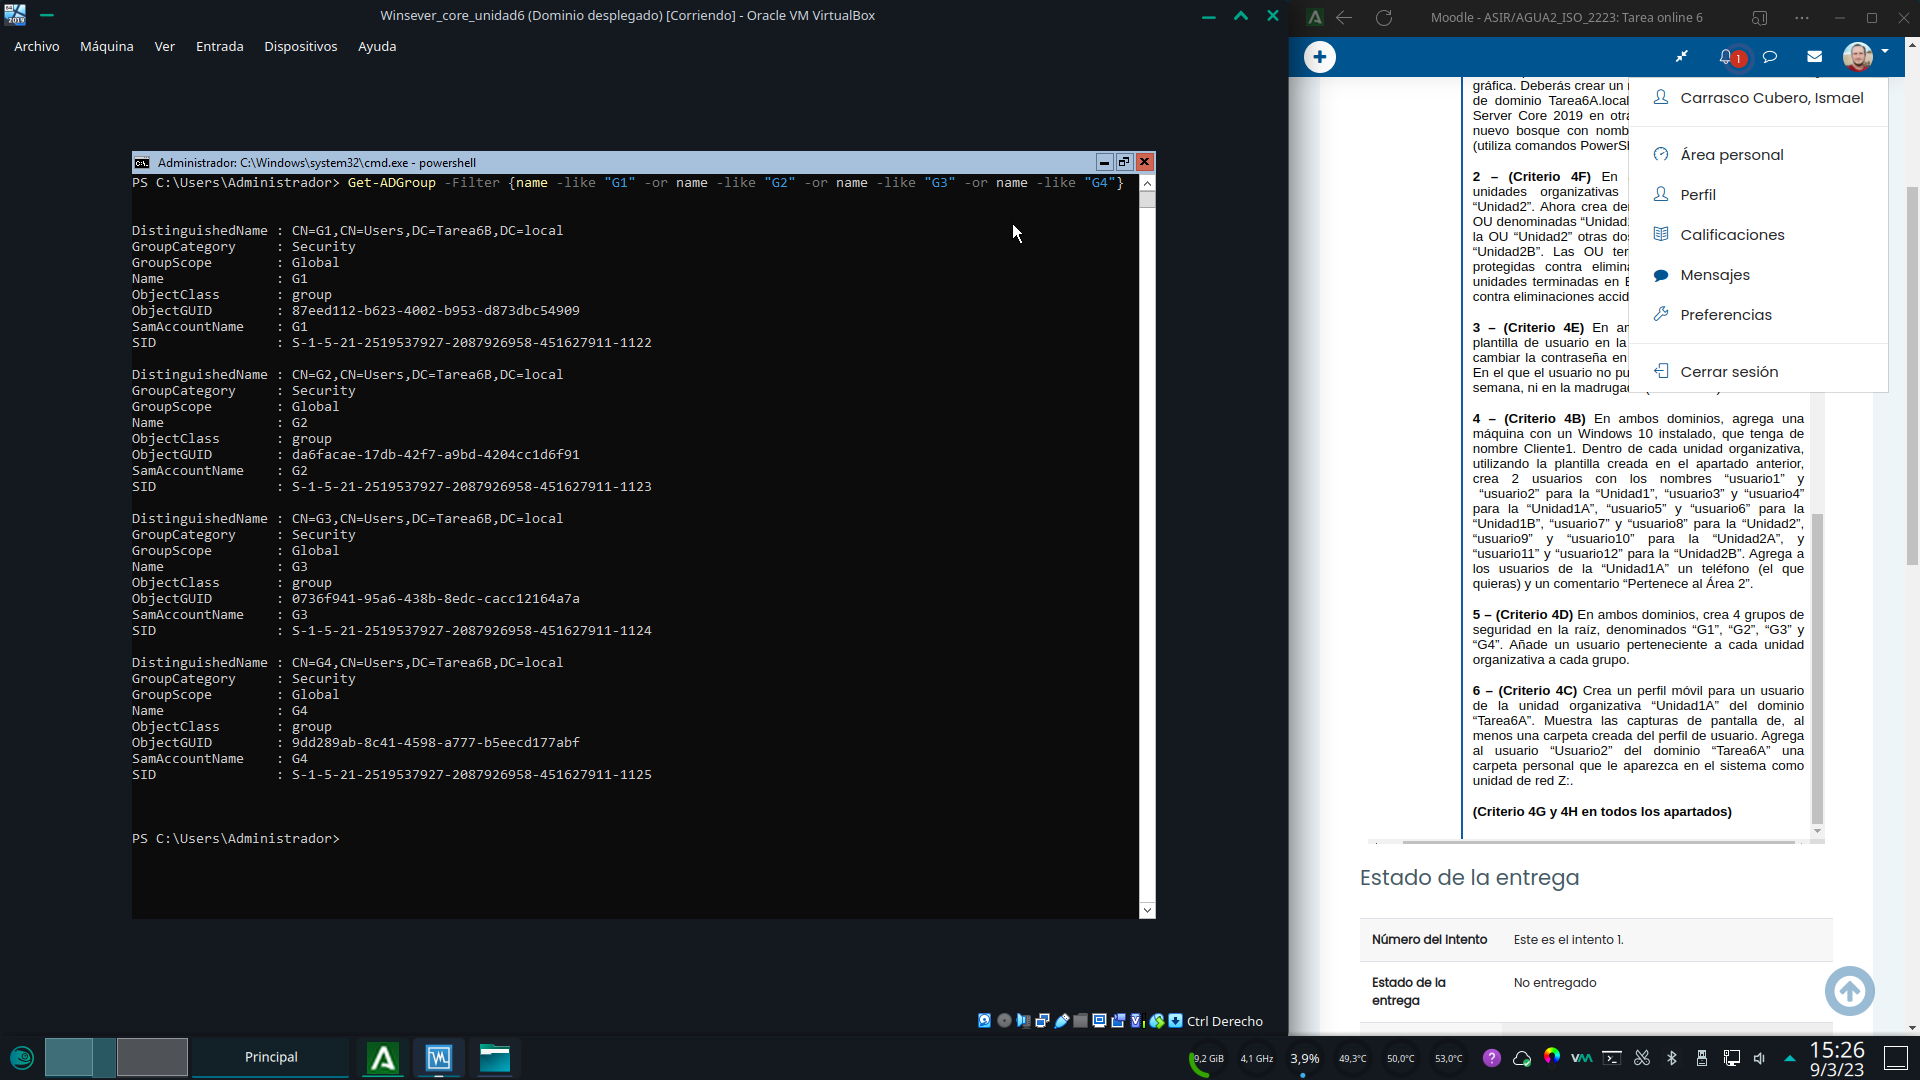 Winsever_core_unidad6 (Dominio desplegado) [Corriendo] - Oracle VM VirtualBox
Archivo Máquina Ver Entrada Dispositivos Ayuda
Administrador: C:\Windows\system32\cmd.exe - powershell
PS C:\Users\Administrador> Get-ADGroup -Filter {name -like "G1" -or name -like "G2" -or name -like "G3" -or name -like "G4"}
DistinguishedName : CN=G1,CN=Users,DC=Tarea6B,DC=local
GroupCategory : Security
GroupScope : Global
Name : G1
ObjectClass : group
ObjectGUID : 87eed112-b623-4002-b953-d873dbc54909
SamAccountName : G1
SID : S-1-5-21-2519537927-2087926958-451627911-1122
DistinguishedName : CN=G2,CN=Users,DC=Tarea6B,DC=local
GroupCategory : Security
GroupScope : Global
Name : G2
ObjectClass : group
ObjectGUID : da6facae-17db-42f7-a9bd-4204cc1d6f91
SamAccountName : G2
SID : S-1-5-21-2519537927-2087926958-451627911-1123
DistinguishedName : CN=G3,CN=Users,DC=Tarea6B,DC=local
GroupCategory : Security
GroupScope : Global
Name : G3
ObjectClass : group
ObjectGUID : 0736f941-95a6-438b-8edc-cacc12164a7a
SamAccountName : G3
SID : S-1-5-21-2519537927-2087926958-451627911-1124
DistinguishedName : CN=G4,CN=Users,DC=Tarea6B,DC=local
GroupCategory : Security
GroupScope : Global
Name : G4
ObjectClass : group
ObjectGUID : 9dd289ab-8c41-4598-a777-b5eecd177abf
SamAccountName : G4
SID : S-1-5-21-2519537927-2087926958-451627911-1125
PS C:\Users\Administrador>
Ctrl Derecho
Moodle - ASIR/AGUA2_ISO_2223: Tarea online 6
1
Carrasco Cubero, Ismael
Área personal
Perfil
Calificaciones
Mensajes
Preferencias
Cerrar sesión
gráfica. Deberás crear un
de dominio Tarea6A.local
Server Core 2019 en otra
nuevo bosque con nomb
(utiliza comandos PowerSh
2 – (Criterio 4F) En
unidades organizativas
“Unidad2”. Ahora crea de
OU denominadas “Unidad
la OU “Unidad2” otras do
“Unidad2B”. Las OU ter
protegidas contra elimin
unidades terminadas en B
contra eliminaciones accid
3 – (Criterio 4E) En am
plantilla de usuario en la
cambiar la contraseña en
En el que el usuario no pu
semana, ni en la madruga
4 – (Criterio 4B) En ambos dominios, agrega una
máquina con un Windows 10 instalado, que tenga de
nombre Cliente1. Dentro de cada unidad organizativa,
utilizando la plantilla creada en el apartado anterior,
crea 2 usuarios con los nombres “usuario1” y
“usuario2” para la “Unidad1”, “usuario3” y “usuario4”
para la “Unidad1A”, “usuario5” y “usuario6” para la
“Unidad1B”, “usuario7” y “usuario8” para la “Unidad2”,
“usuario9” y “usuario10” para la “Unidad2A”, y
“usuario11” y “usuario12” para la “Unidad2B”. Agrega a
los usuarios de la “Unidad1A” un teléfono (el que
quieras) y un comentario “Pertenece al Área 2”.
5 – (Criterio 4D) En ambos dominios, crea 4 grupos de
seguridad en la raíz, denominados “G1”, “G2”, “G3” y
“G4”. Añade un usuario perteneciente a cada unidad
organizativa a cada grupo.
6 – (Criterio 4C) Crea un perfil móvil para un usuario
de la unidad organizativa “Unidad1A” del dominio
“Tarea6A”. Muestra las capturas de pantalla de, al
menos una carpeta creada del perfil de usuario. Agrega
al usuario “Usuario2” del dominio “Tarea6A” una
carpeta personal que le aparezca en el sistema como
unidad de red Z:.
(Criterio 4G y 4H en todos los apartados)
Estado de la entrega
Número del intento Este es el intento 1.
Estado de la entrega No entregado
Principal
9,2 GiB 4,1 GHz 3,9% 49,3°C 50,0°C 53,0°C
15:26
9/3/23